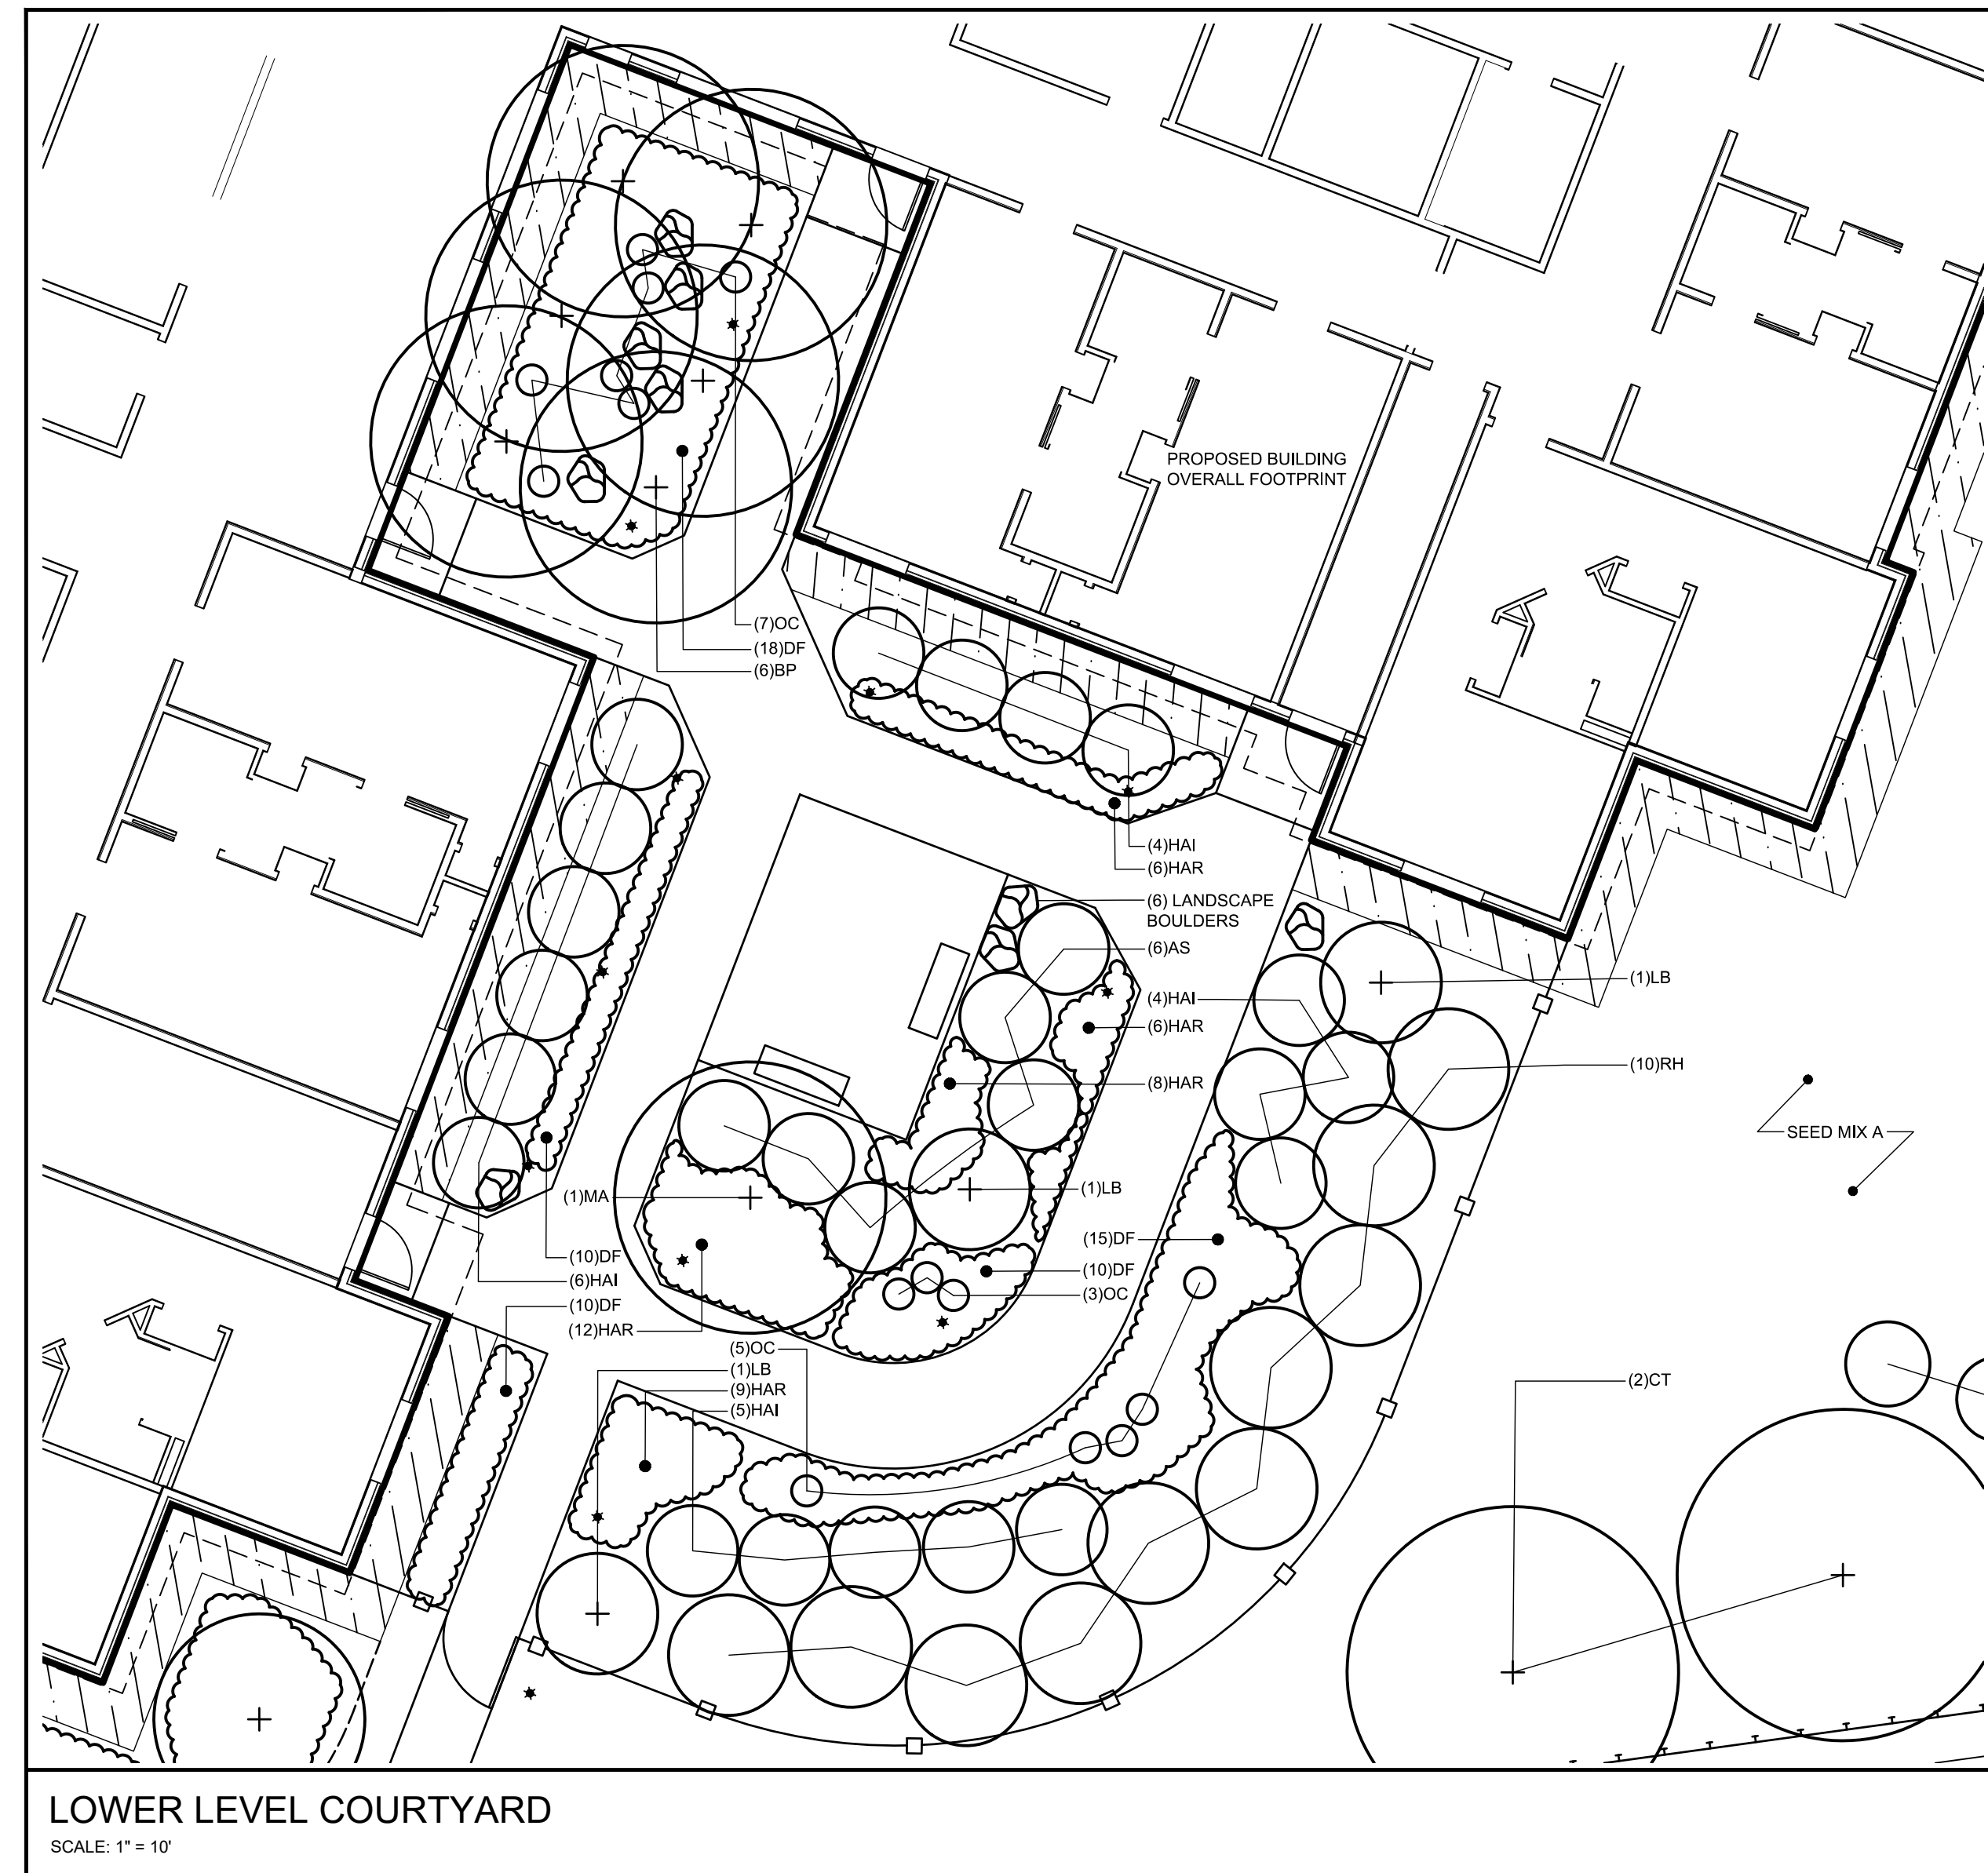 PROPOSED BUILDING
OVERALL FOOTPRINT
(7)OC
(18)DF
(6)BP
(4)HAI
(6)HAR
(6) LANDSCAPE
BOULDERS
(6)AS
(1)LB
(4)HAI
(6)HAR
(10)RH
(8)HAR
SEED MIX A
(1)MA
(1)LB
(15)DF
(10)DF
(10)DF
(6)HAI
(3)OC
(10)DF
(12)HAR
(5)OC
(1)LB
(2)CT
(9)HAR
(5)HAI
LOWER LEVEL COURTYARD
SCALE: 1" = 10'